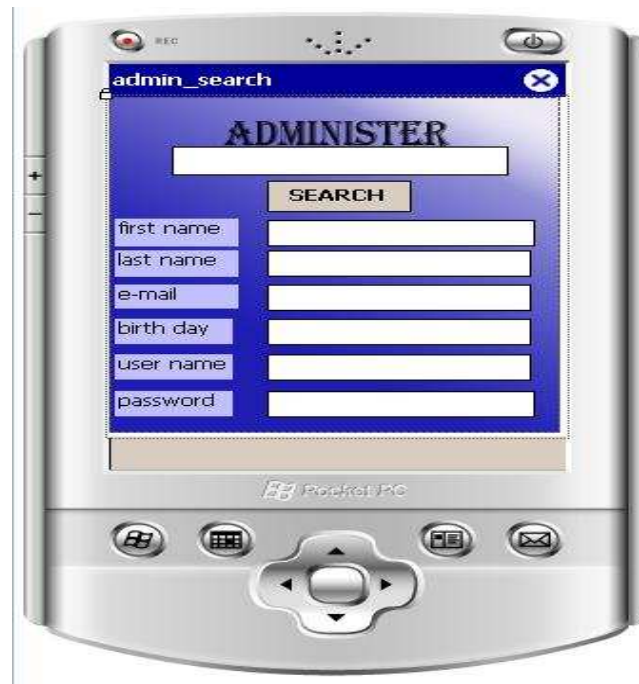 REC
admin_search
ADMINISTER
SEARCH
first name
last name
e-mail
birth day
user name
password
Pocket PC